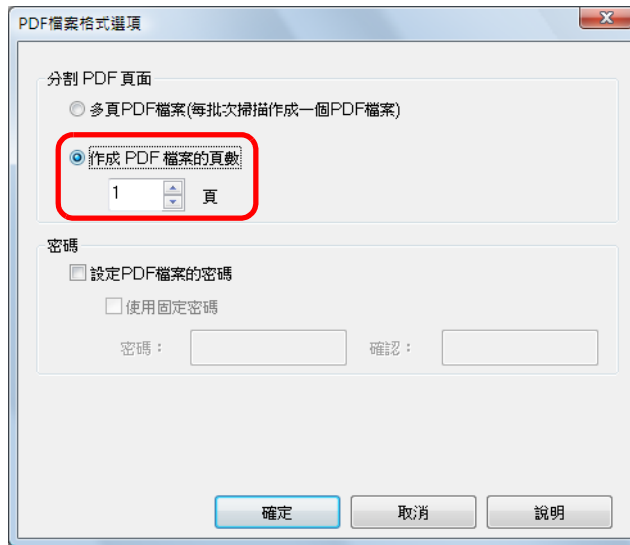 PDF檔案格式選項
分割 PDF 頁面
多頁PDF檔案(每批次掃描作成一個PDF檔案)
作成 PDF 檔案的頁數
1 頁
密碼
設定PDF檔案的密碼
使用固定密碼
密碼： 確認：
確定 取消 說明